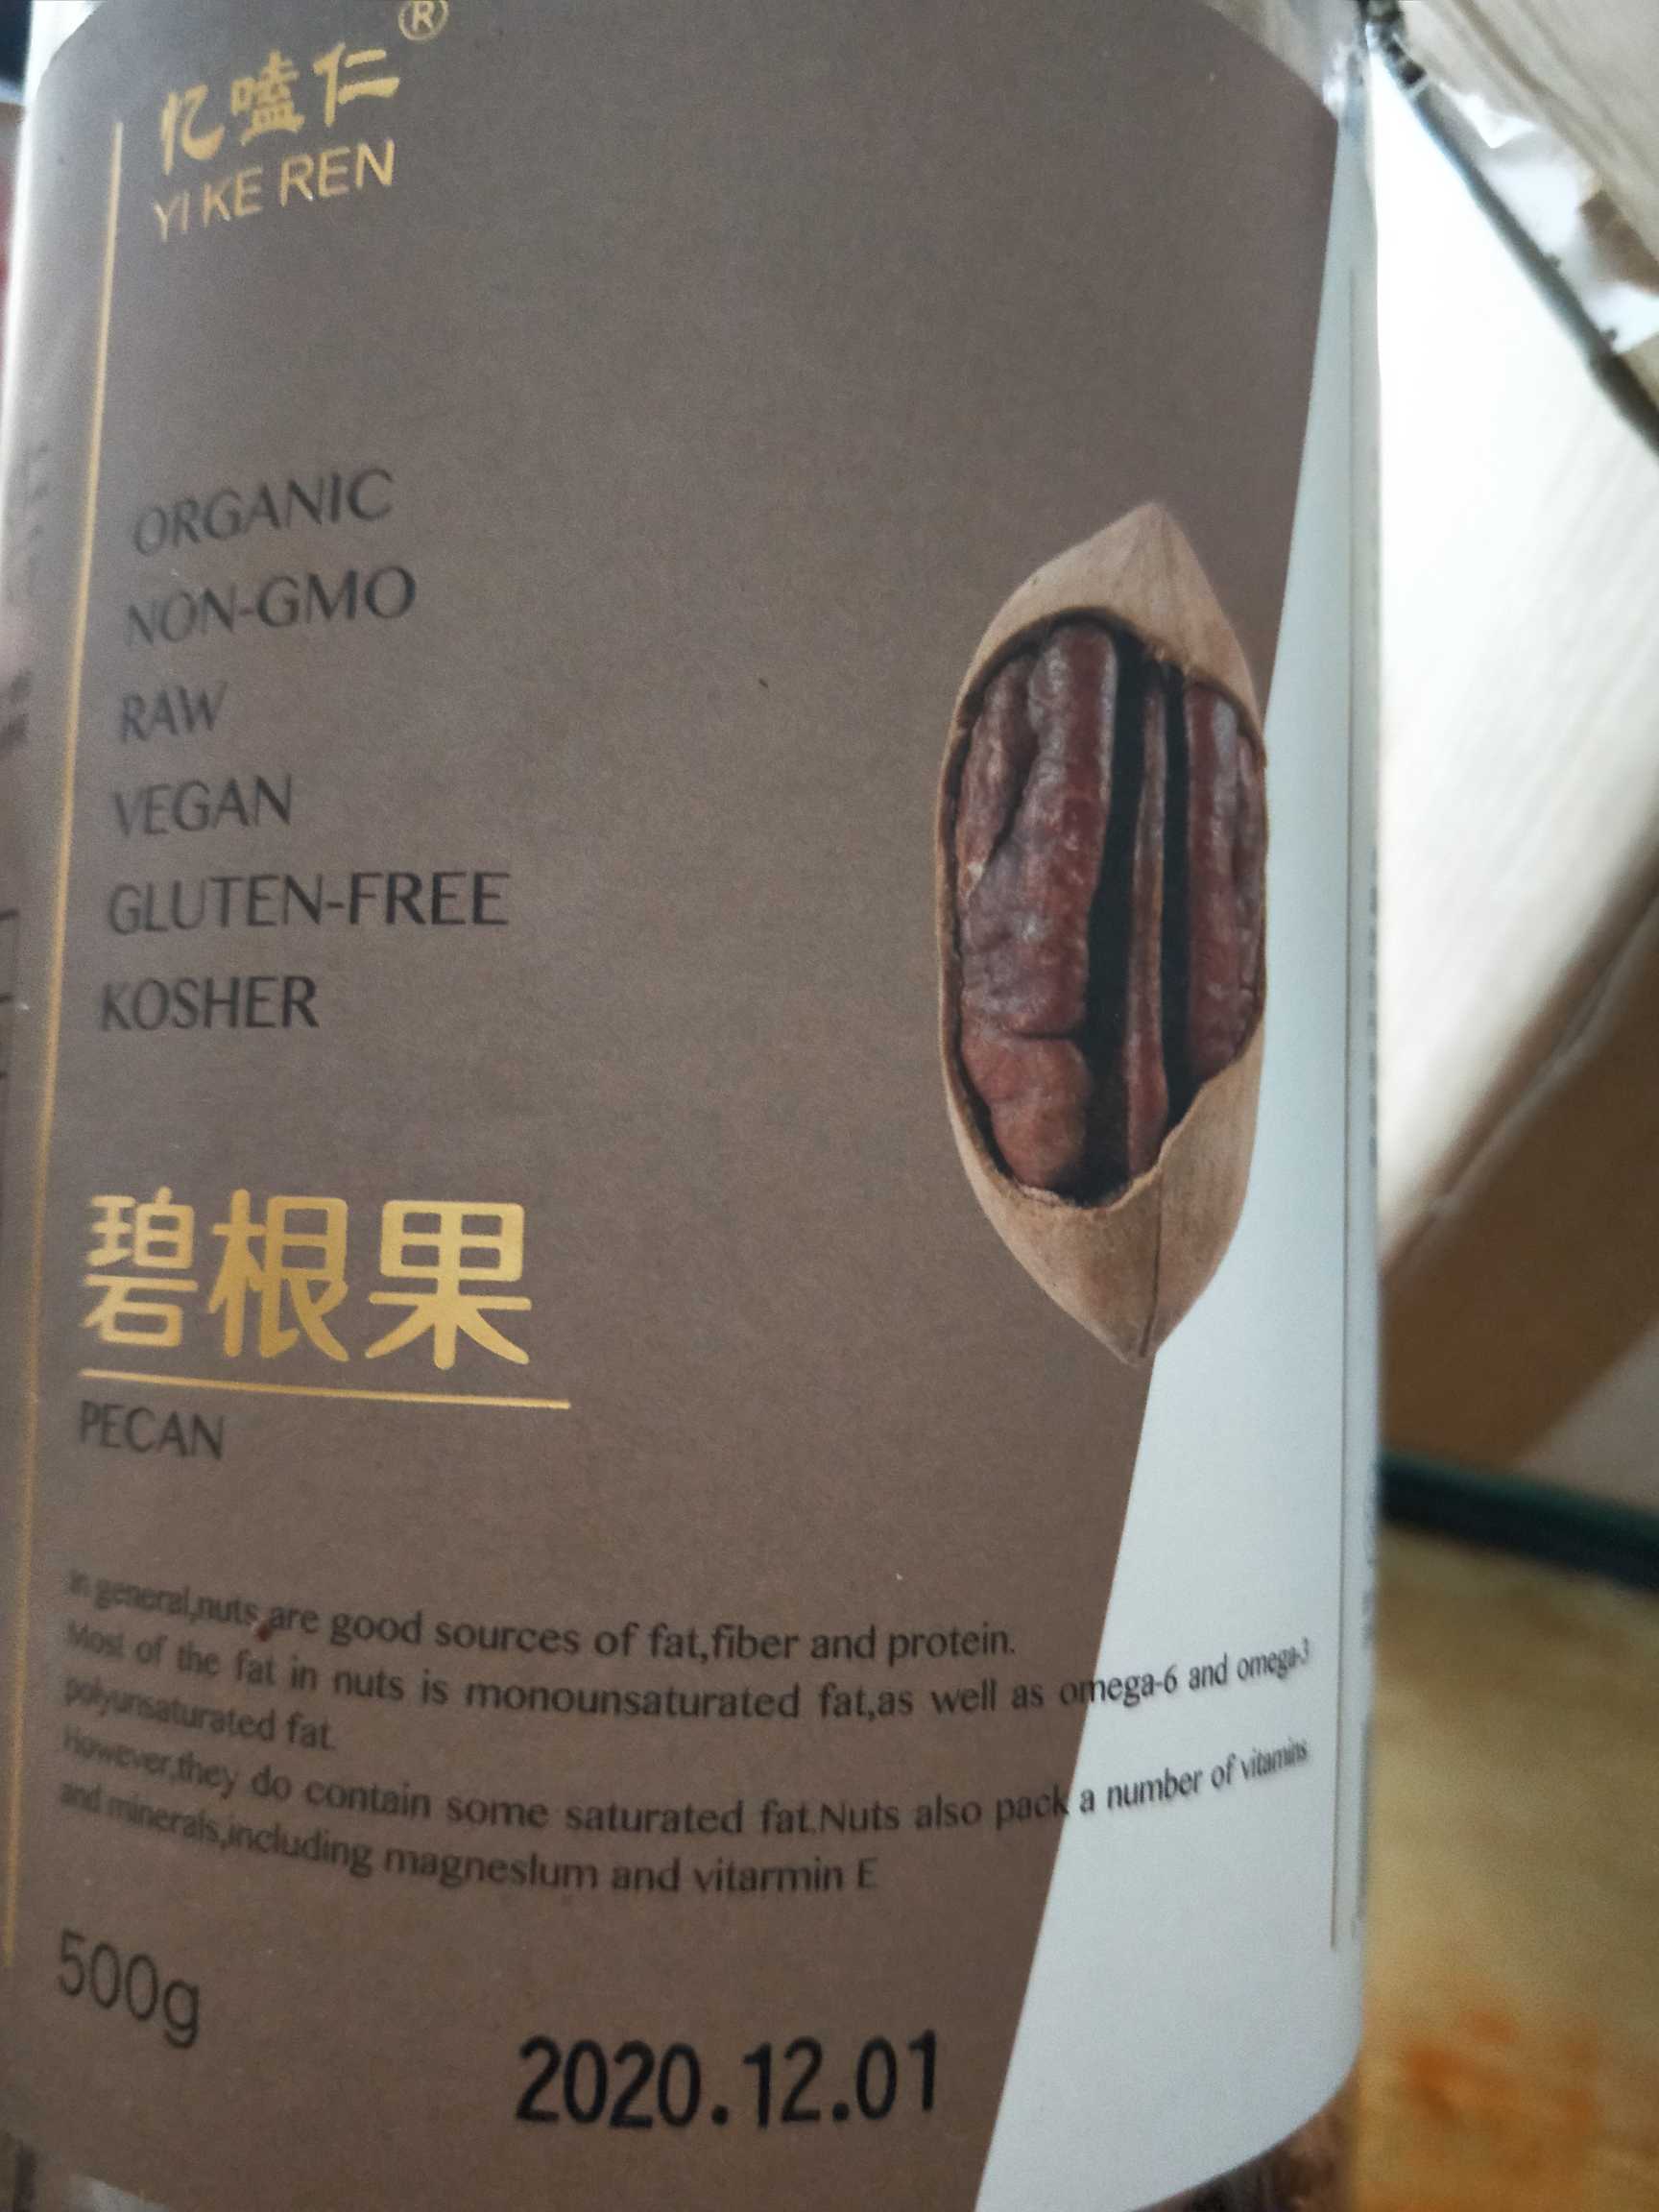 忆嗑仁®
YI KE REN
ORGANIC
NON-GMO
RAW
VEGAN
GLUTEN-FREE
KOSHER
碧根果
PECAN
In general,nuts are good sources of fat,fiber and protein.
Most of the fat in nuts is monounsaturated fat,as well as omega-6 and omega-3
polyunsaturated fat.
However,they do contain some saturated fat.Nuts also pack a number of vitamins
and minerals,including magneslum and vitarmin E
500g
2020.12.01